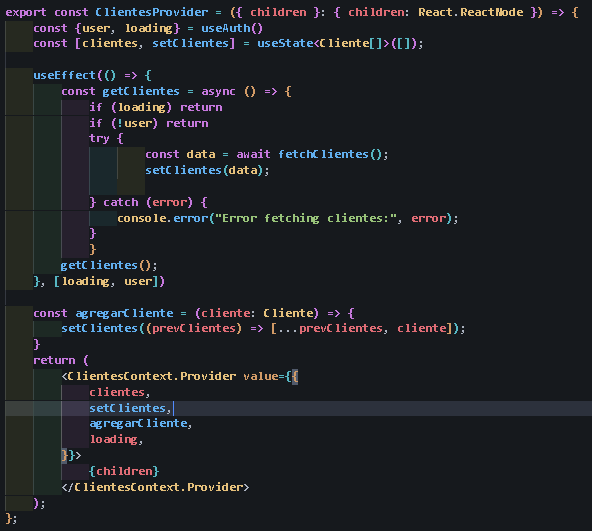 export const ClientesProvider = ({ children }: { children: React.ReactNode }) => {
    const {user, loading} = useAuth()
    const [clientes, setClientes] = useState<Cliente[]>([]);

    useEffect(() => {
        const getClientes = async () => {
            if (loading) return
            if (!user) return
            try {
                const data = await fetchClientes();
                setClientes(data);

            } catch (error) {
                console.error("Error fetching clientes:", error);
            }
            }
        getClientes();
    }, [loading, user])

    const agregarCliente = (cliente: Cliente) => {
        setClientes((prevClientes) => [...prevClientes, cliente]);
    }
    return (
        <ClientesContext.Provider value={{
            clientes,
            setClientes,
            agregarCliente,
            loading,
        }}>
            {children}
        </ClientesContext.Provider>
    );
};